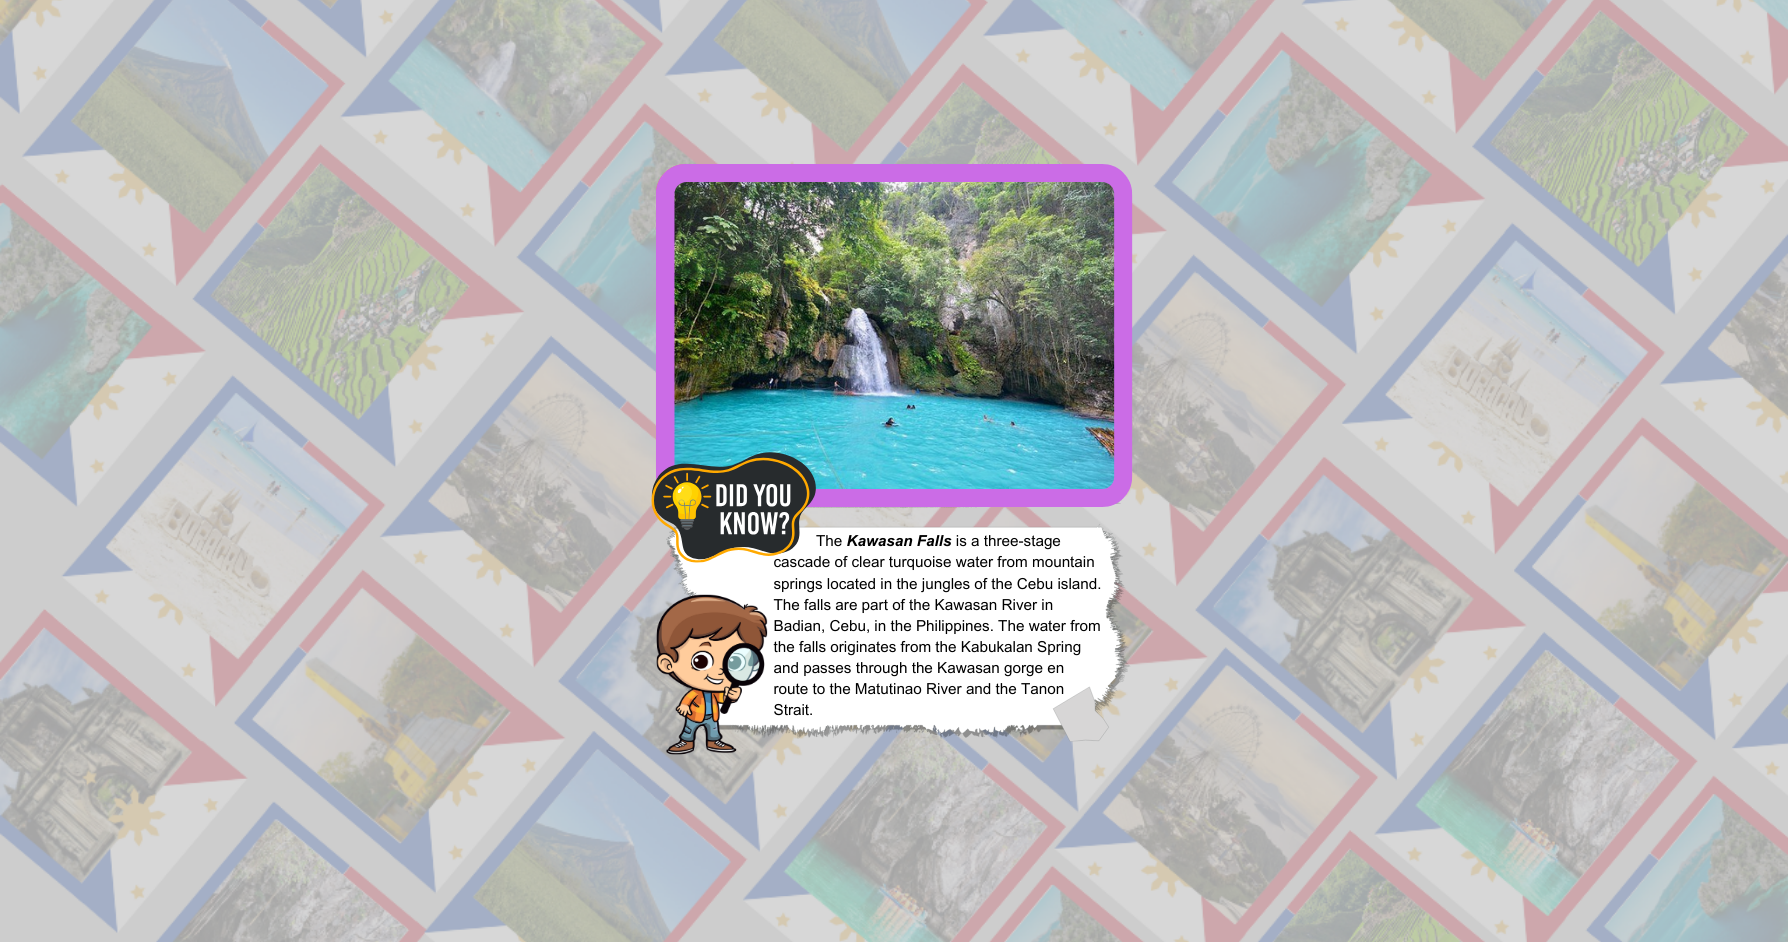 DID YOU
KNOW?
The Kawasan Falls is a three-stage
cascade of clear turquoise water from mountain
springs located in the jungles of the Cebu island.
The falls are part of the Kawasan River in
Badian, Cebu, in the Philippines. The water from
the falls originates from the Kabukalan Spring
and passes through the Kawasan gorge en
route to the Matutinao River and the Tanon
Strait.
BORACAY
BORACAY